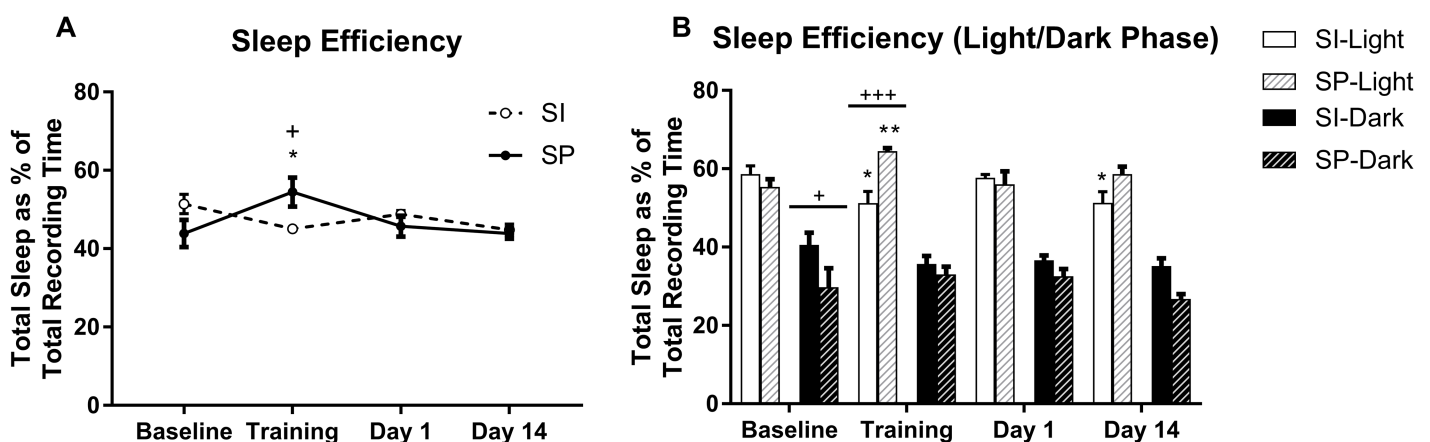 A
Sleep Efficiency
Total Sleep as % of
Total Recording Time
80
60
40
20
0
+
*
SI
SP
Baseline Training Day 1 Day 14
B
Sleep Efficiency (Light/Dark Phase)
Total Sleep as % of
Total Recording Time
80
60
40
20
0
+
+++
*
**
*
Baseline Training Day 1 Day 14
SI-Light
SP-Light
SI-Dark
SP-Dark